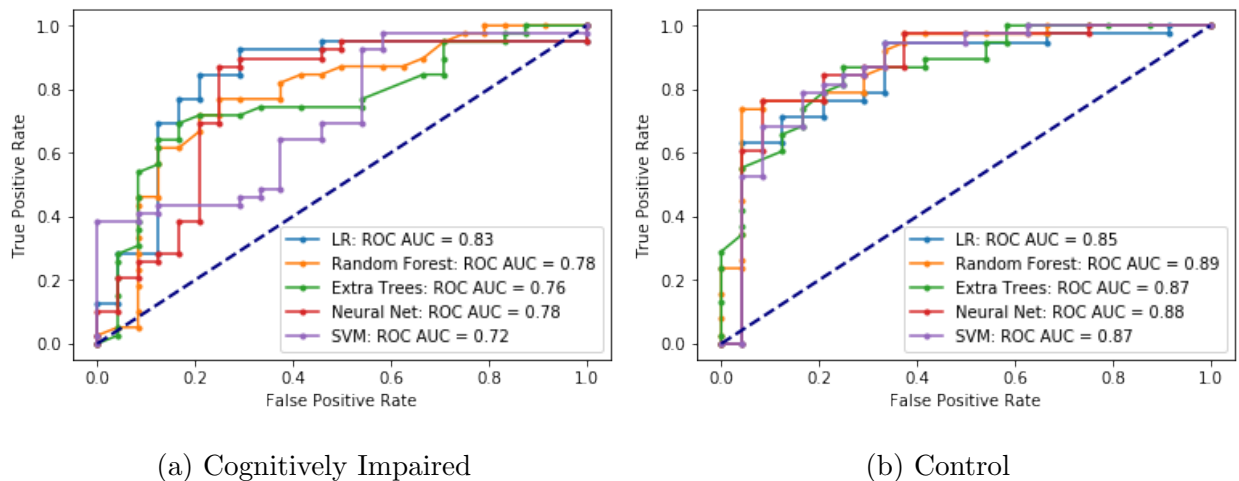 1.0
0.8
0.6
0.4
0.2
0.0
True Positive Rate
0.0 0.2 0.4 0.6 0.8 1.0
False Positive Rate
LR: ROC AUC = 0.83
Random Forest: ROC AUC = 0.78
Extra Trees: ROC AUC = 0.76
Neural Net: ROC AUC = 0.78
SVM: ROC AUC = 0.72
(a) Cognitively Impaired
1.0
0.8
0.6
0.4
0.2
0.0
True Positive Rate
0.0 0.2 0.4 0.6 0.8 1.0
False Positive Rate
LR: ROC AUC = 0.85
Random Forest: ROC AUC = 0.89
Extra Trees: ROC AUC = 0.87
Neural Net: ROC AUC = 0.88
SVM: ROC AUC = 0.87
(b) Control